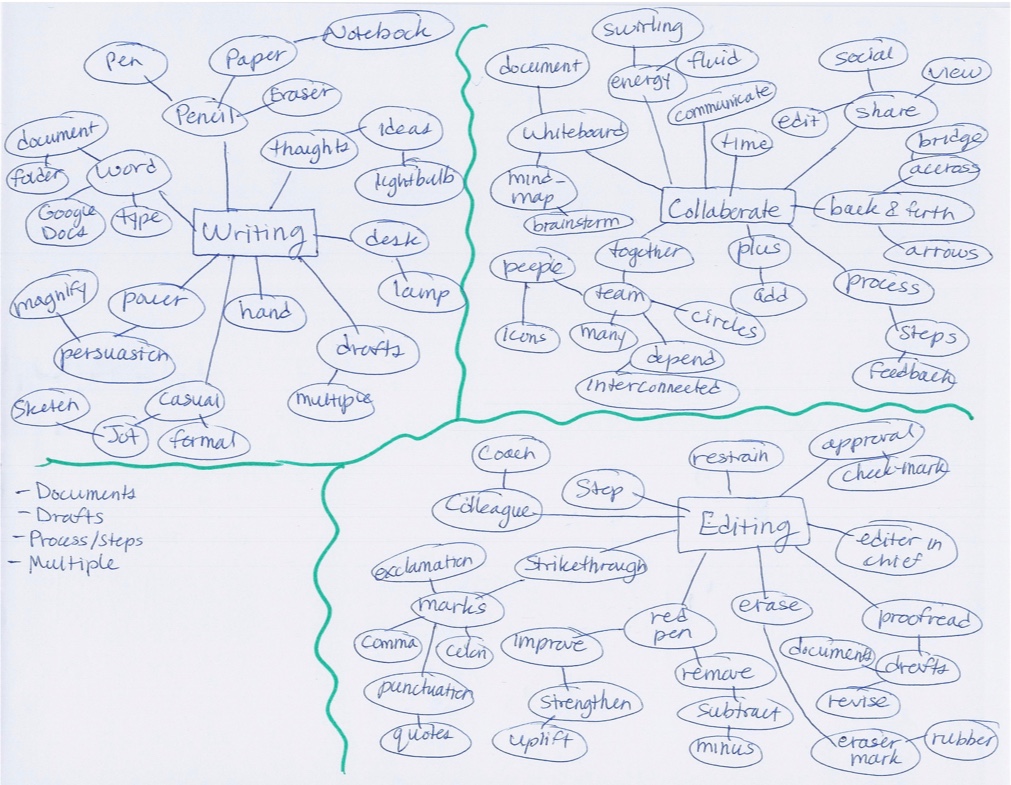 Pen
Paper
Notebook
Pencil
Eraser
thoughts
Ideas
lightbulb
document
folder
word
Google
Docs
type
Writing
desk
lamp
magnify
power
persuasion
hand
drafts
multiple
casual
Sketch
Jot
formal
swirling
energy
fluid
document
whiteboard
mind-
map
brainstorm
communicate
time
edit
social
view
share
bridge
accross
back & forth
arrows
Collaborate
together
people
icons
team
many
circles
depend
interconnected
plus
add
process
Steps
Feedback
- Documents
- Drafts
- Process/Steps
- Multiple
Coach
Colleague
Step
restrain
approval
check-mark
Editing
editor in
chief
exclamation
Strikethrough
marks
comma
colon
punctuation
quotes
improve
strengthen
uplift
red
pen
remove
subtract
minus
erase
proofread
documents
drafts
revise
eraser
mark
rubber